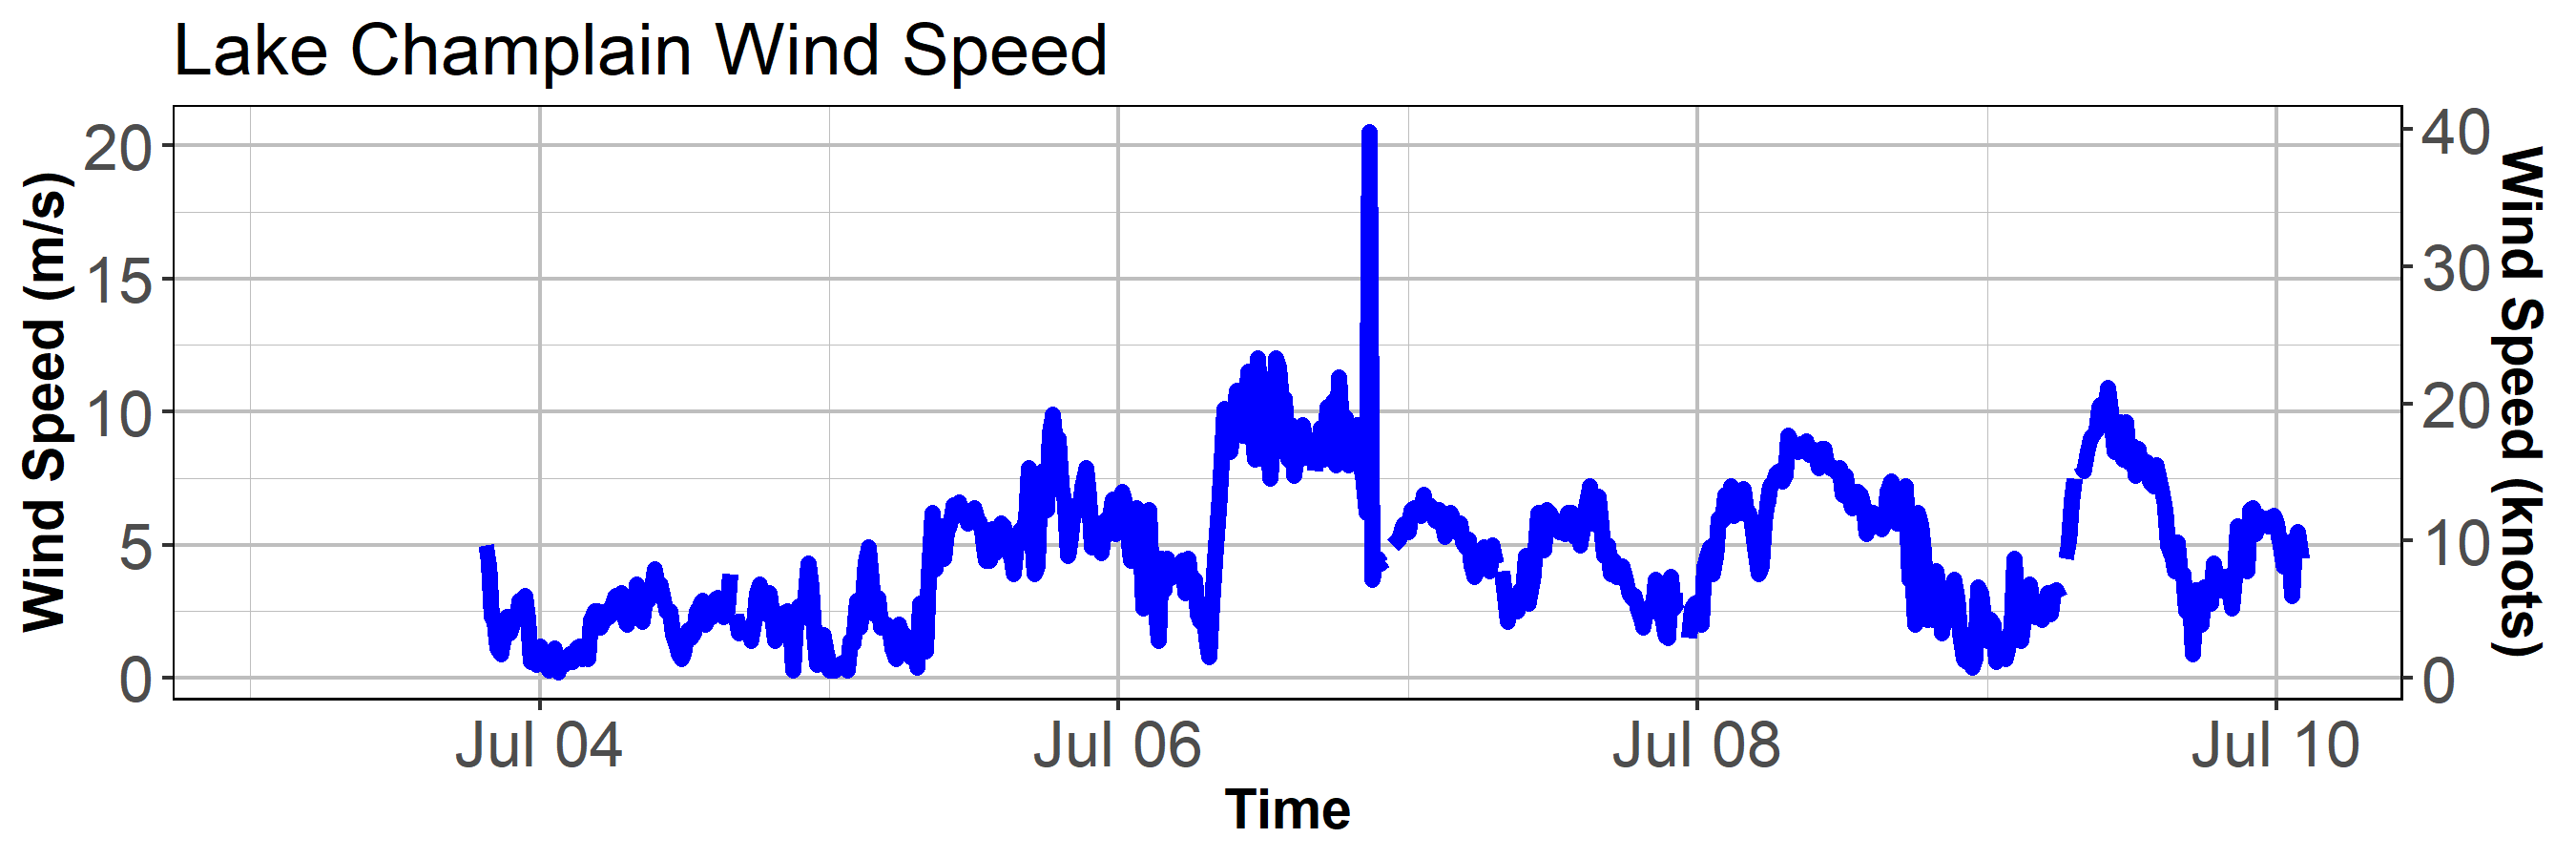 Lake Champlain Wind Speed
Wind Speed (m/s)
20
15
10
5
0
40
30
20
10
0
Wind Speed (knots)
Jul 04
Jul 06
Jul 08
Jul 10
Time